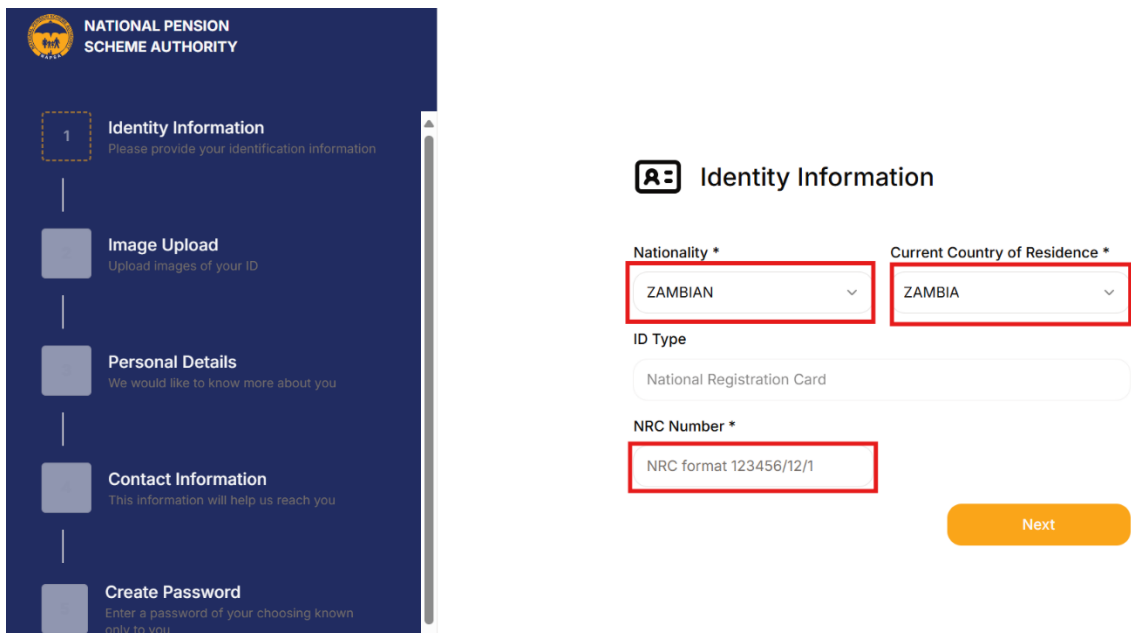 NATIONAL PENSION
SCHEME AUTHORITY
1
Identity Information
Please provide your identification information
Image Upload
Upload images of your ID
Personal Details
We would like to know more about you
Contact Information
This information will help us reach you
Create Password
Enter a password of your choosing known
only to you
Identity Information
Nationality *
Current Country of Residence *
ZAMBIAN
ZAMBIA
ID Type
National Registration Card
NRC Number *
NRC format 123456/12/1
Next